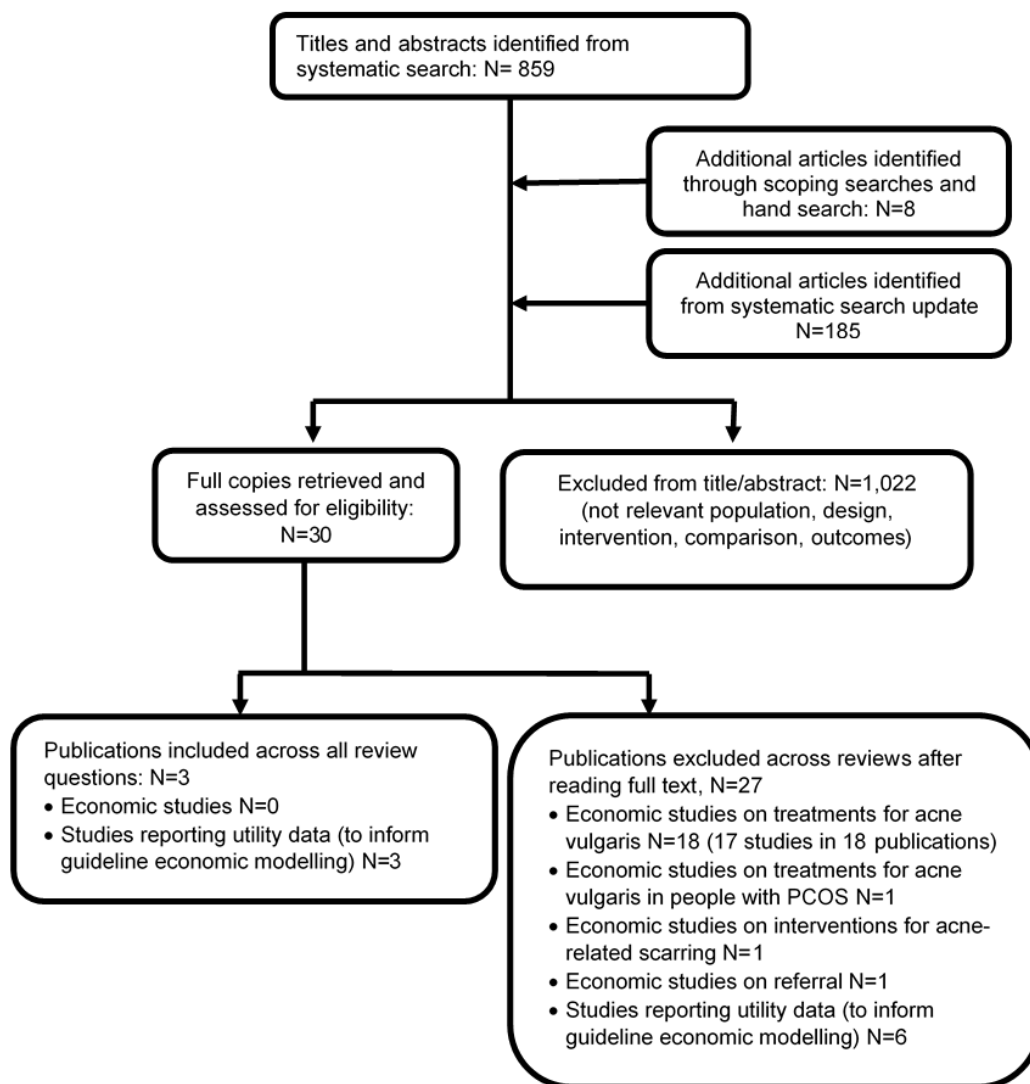 Titles and abstracts identified from
systematic search: N= 859
Additional articles identified
through scoping searches and
hand search: N=8
Additional articles identified
from systematic search update
N=185
Full copies retrieved and
assessed for eligibility:
N=30
Excluded from title/abstract: N=1,022
(not relevant population, design,
intervention, comparison, outcomes)
Publications included across all review
questions: N=3
• Economic studies N=0
• Studies reporting utility data (to inform
guideline economic modelling) N=3
Publications excluded across reviews after
reading full text, N=27
• Economic studies on treatments for acne
vulgaris N=18 (17 studies in 18 publications)
• Economic studies on treatments for acne
vulgaris in people with PCOS N=1
• Economic studies on interventions for acne-
related scarring N=1
• Economic studies on referral N=1
• Studies reporting utility data (to inform
guideline economic modelling) N=6